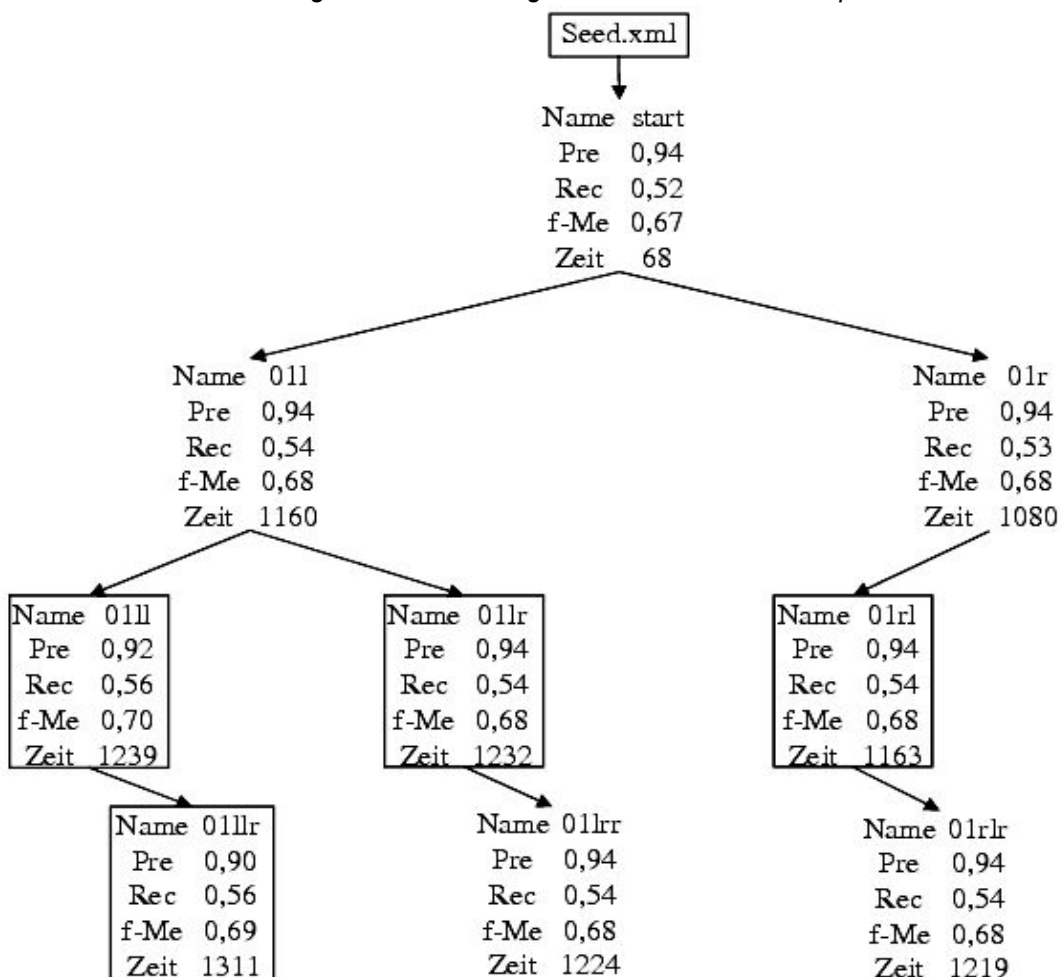 Seed.xml
Name start
Pre 0,94
Rec 0,52
f-Me 0,67
Zeit 68
Name 01l
Pre 0,94
Rec 0,54
f-Me 0,68
Zeit 1160
Name 01r
Pre 0,94
Rec 0,53
f-Me 0,68
Zeit 1080
Name 01ll
Pre 0,92
Rec 0,56
f-Me 0,70
Zeit 1239
Name 01lr
Pre 0,94
Rec 0,54
f-Me 0,68
Zeit 1232
Name 01rl
Pre 0,94
Rec 0,54
f-Me 0,68
Zeit 1163
Name 01llr
Pre 0,90
Rec 0,56
f-Me 0,69
Zeit 1311
Name 01lrr
Pre 0,94
Rec 0,54
f-Me 0,68
Zeit 1224
Name 01rlr
Pre 0,94
Rec 0,54
f-Me 0,68
Zeit 1219